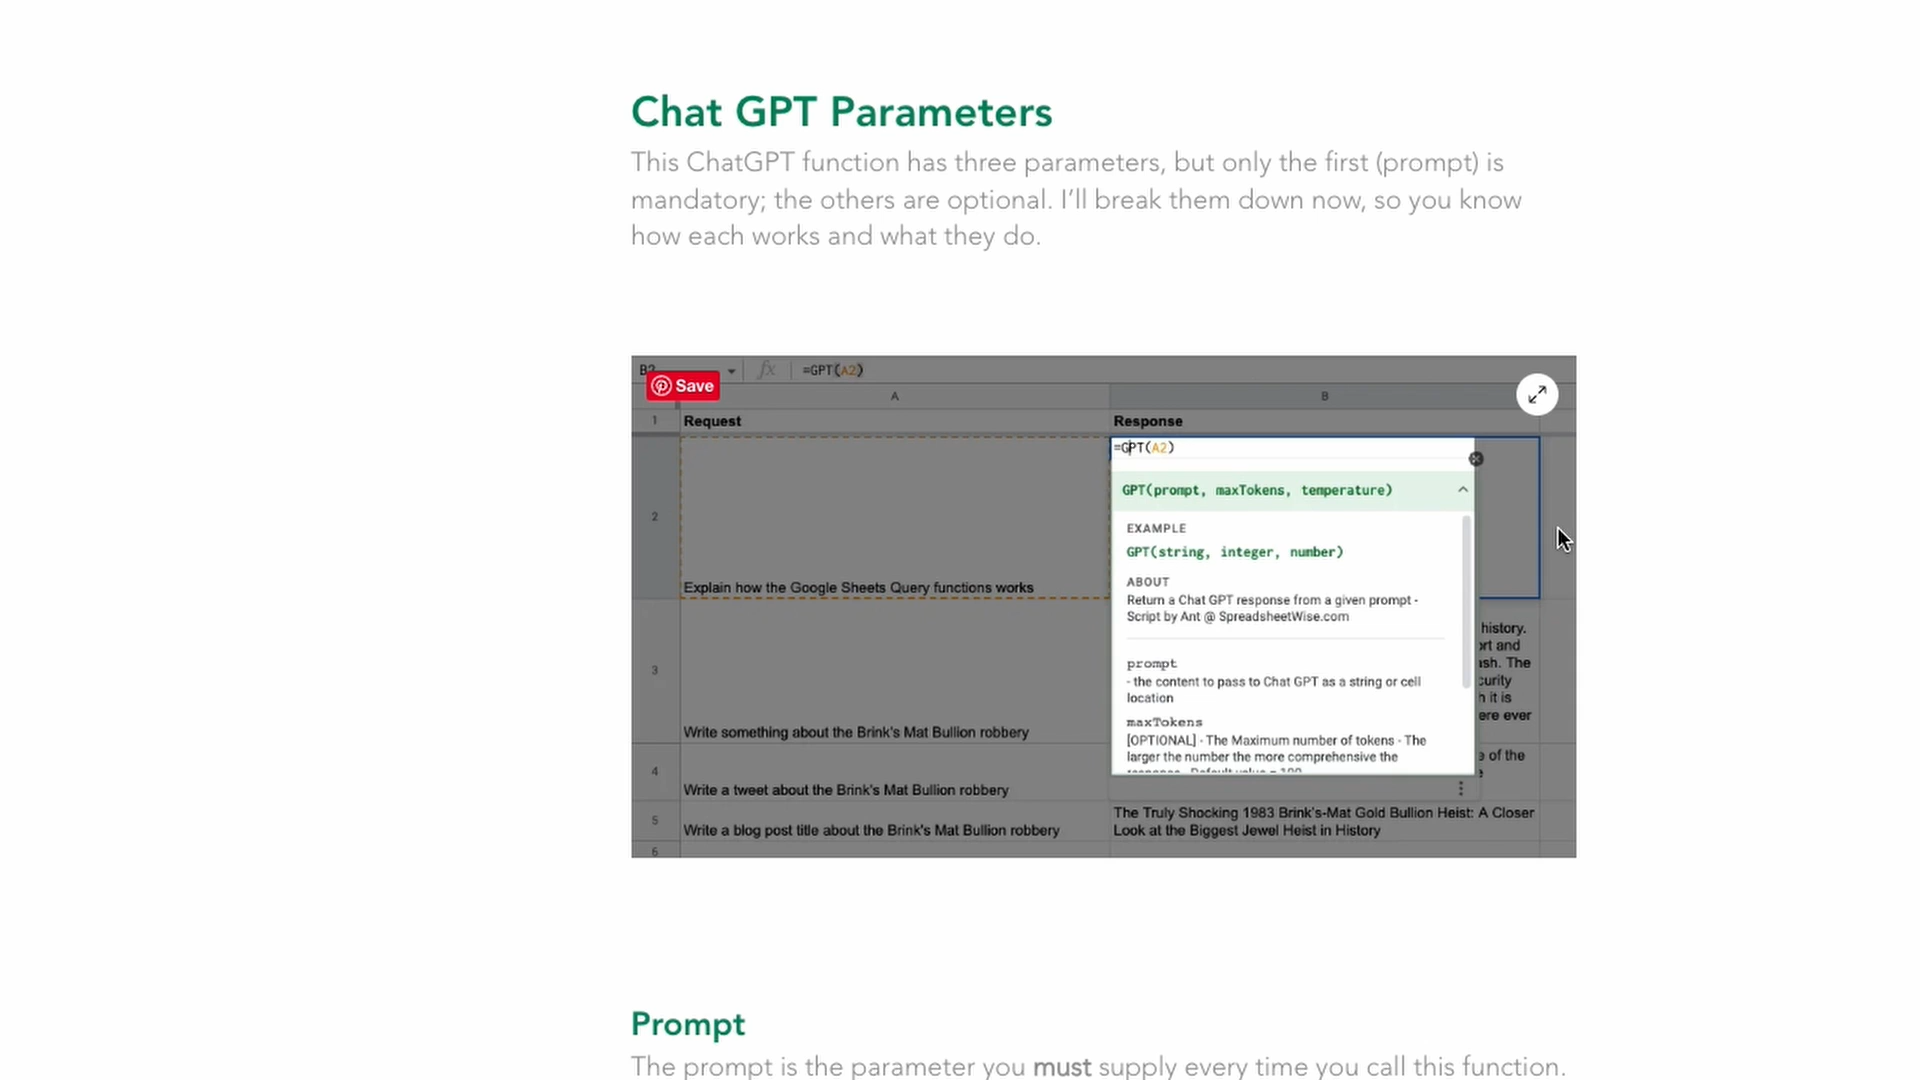 Chat GPT Parameters
This ChatGPT function has three parameters, but only the first (prompt) is
mandatory; the others are optional. I'll break them down now, so you know
how each works and what they do.
fx =GPT(A2)
Save
A B
1 Request Response
=GPT(A2)
GPT(prompt, maxTokens, temperature)
EXAMPLE
GPT(string, integer, number)
ABOUT
Return a Chat GPT response from a given prompt -
Script by Ant @ SpreadsheetWise.com
2
Explain how the Google Sheets Query functions works
prompt
- the content to pass to Chat GPT as a string or cell
location
maxTokens
[OPTIONAL] - The Maximum number of tokens - The
larger the number the more comprehensive the
history.
The
it is
ere ever
3
Write something about the Brink's Mat Bullion robbery
of the
4
Write a tweet about the Brink's Mat Bullion robbery
The Truly Shocking 1983 Brink's-Mat Gold Bullion Heist: A Closer
Look at the Biggest Jewel Heist in History
5
Write a blog post title about the Brink's Mat Bullion robbery
6
Prompt
The prompt is the parameter you must supply every time you call this function.